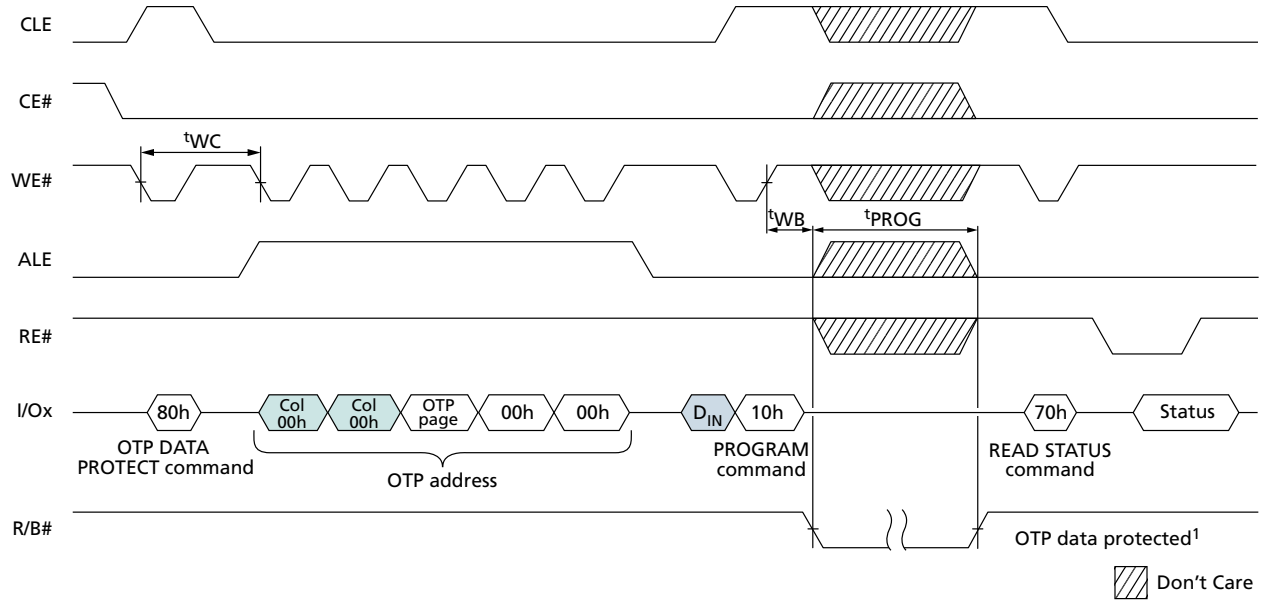 CLE
CE#
tWC
WE#
tWB
tPROG
ALE
RE#
I/Ox
80h
Col
00h
Col
00h
OTP
page
00h
00h
DIN
10h
70h
Status
OTP DATA
PROTECT command
OTP address
PROGRAM
command
READ STATUS
command
R/B#
OTP data protected1
Don't Care